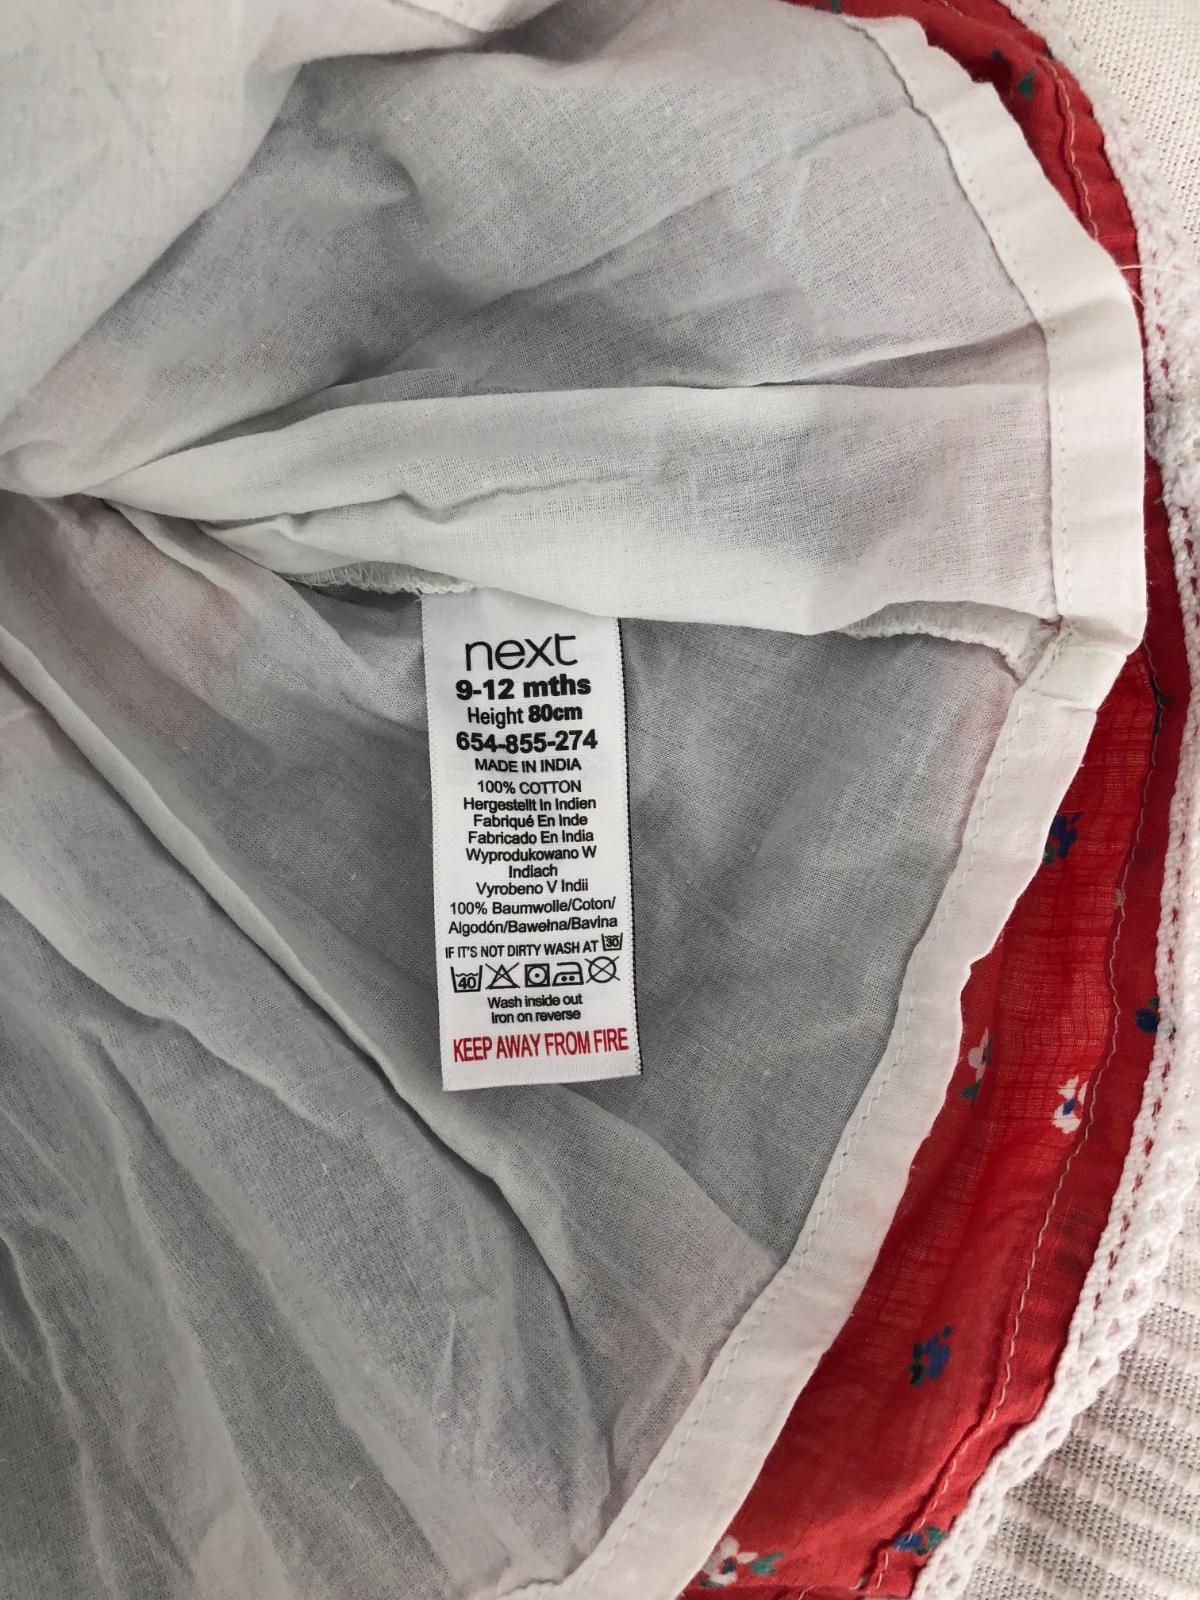 next
9-12 mths
Height 80cm
654-855-274
MADE IN INDIA
100% COTTON
Hergestellt In Indien
Fabriqué En Inde
Fabricado En India
Wyprodukowano W
Indiach
Vyrobeno V Indii
100% Baumwolle/Coton/
Algodón/Bawełna/Bavina
IF IT'S NOT DIRTY WASH AT 30
40
Wash inside out
Iron on reverse
KEEP AWAY FROM FIRE